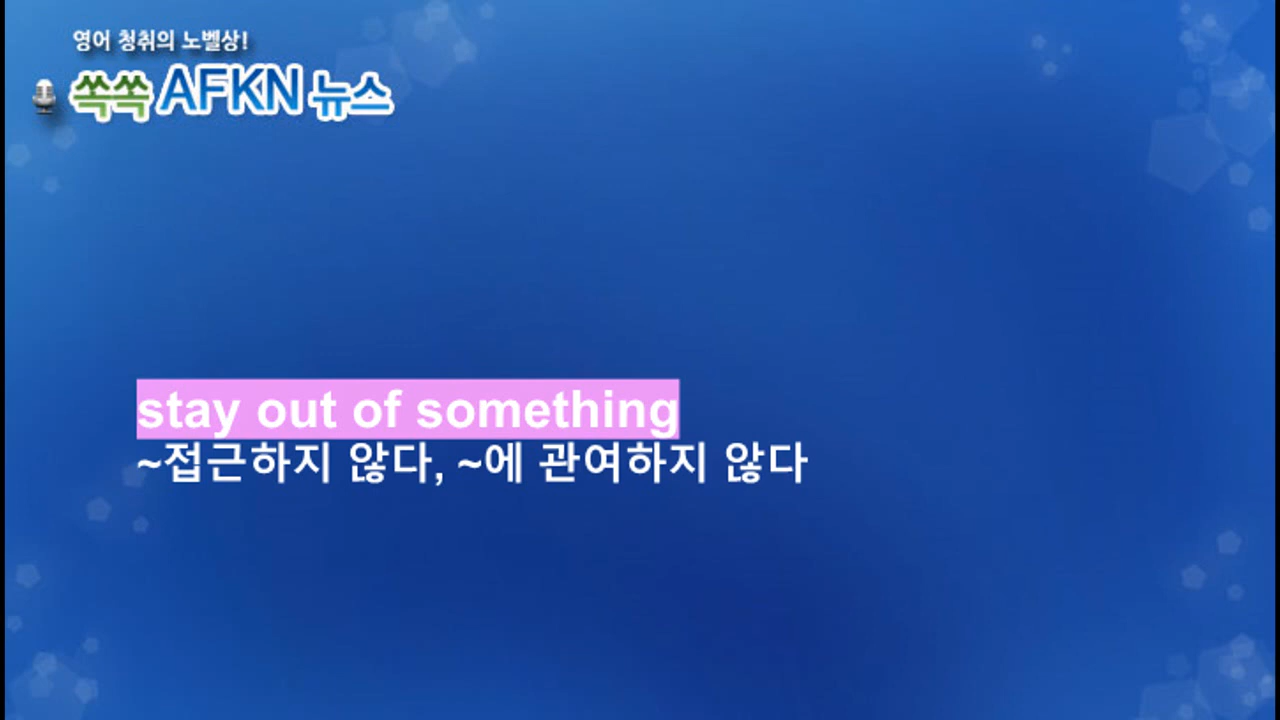 영어 청취의 노벨상!
쏙쏙 AFKN 뉴스
stay out of something
~접근하지 않다, ~에 관여하지 않다